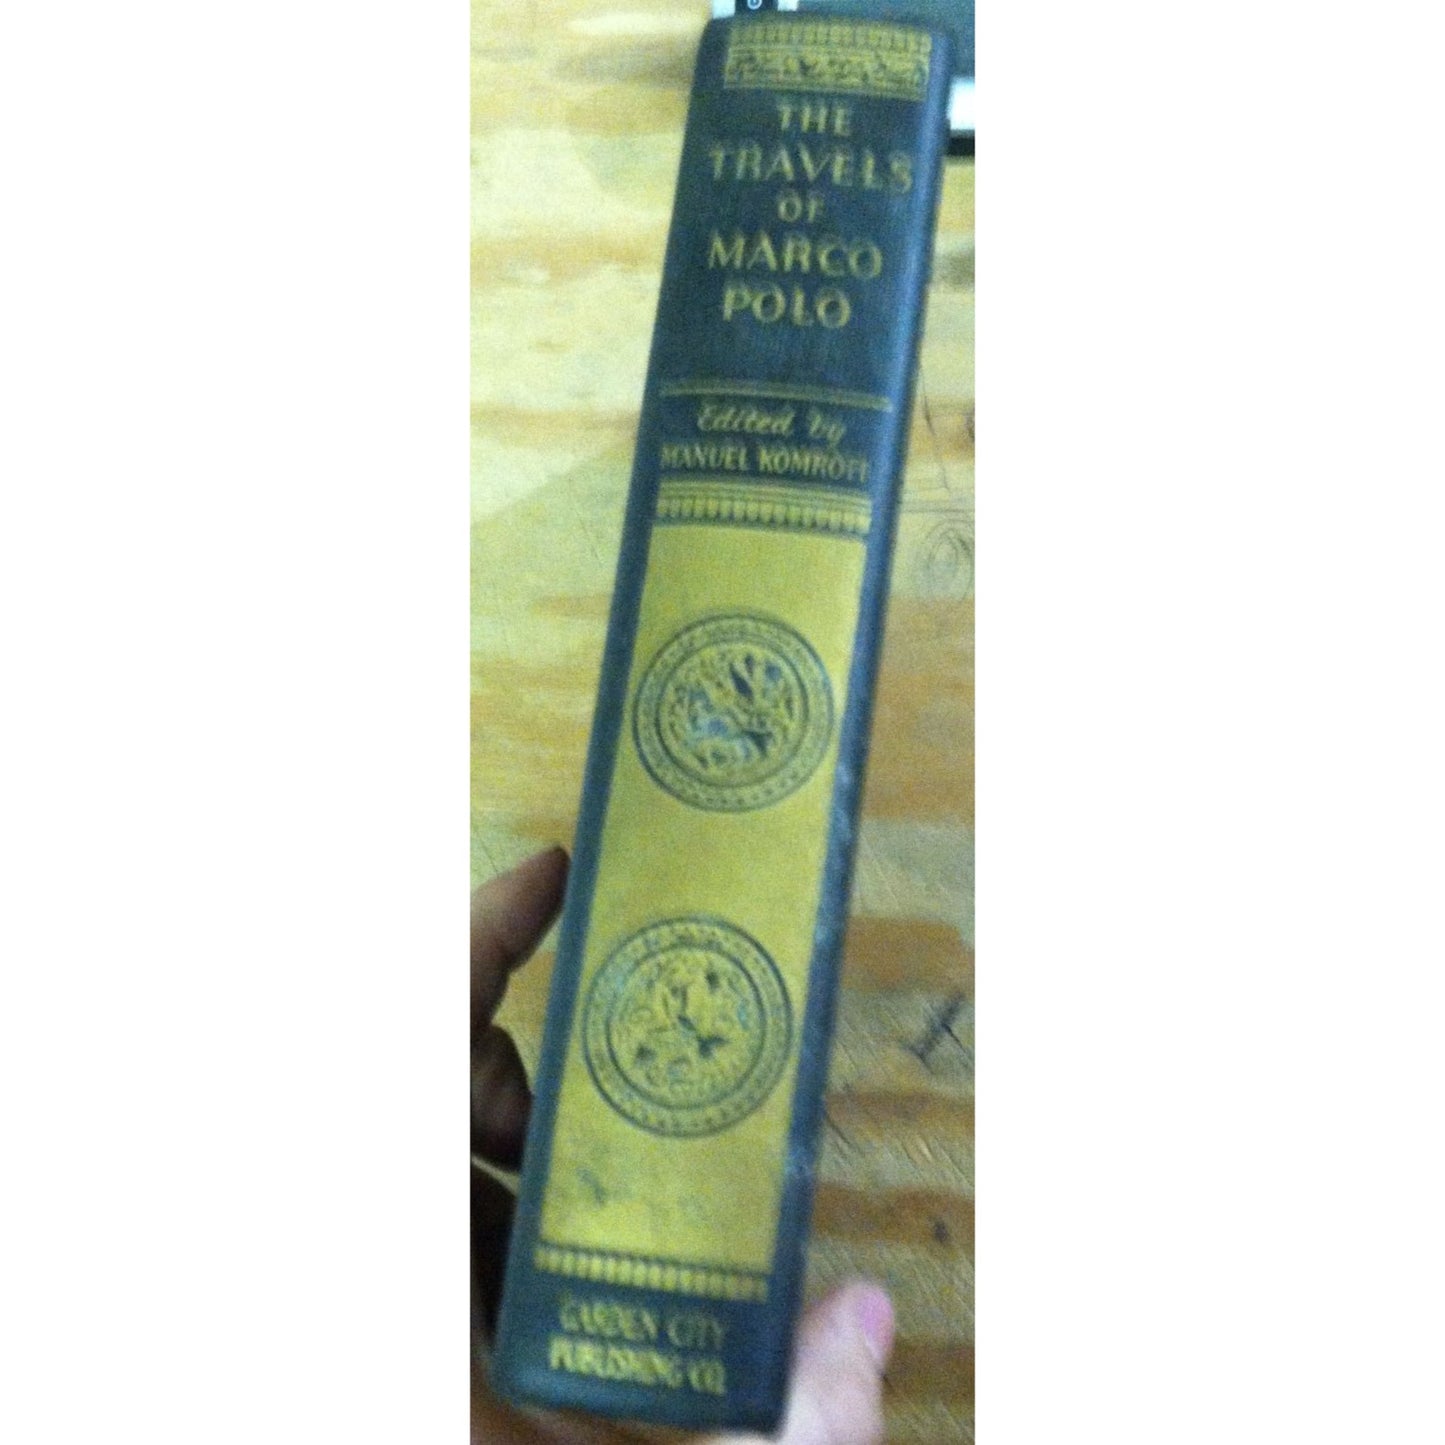 THE
TRAVELS
OF
MARCO
POLO
Edited by
MANUEL KOMROFF
GARDEN CITY
PUBLISHING CO.